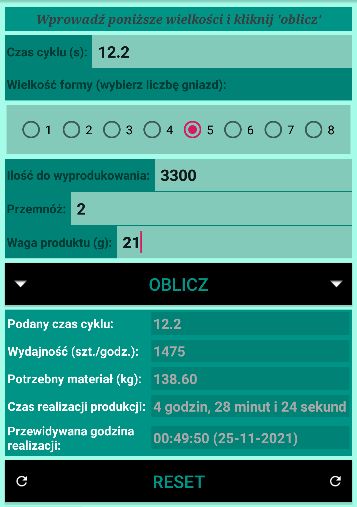 Wprowadź poniższe wielkości i kliknij 'oblicz'
Czas cyklu (s): 12.2
Wielkość formy (wybierz liczbę gniazd):
1 2 3 4 5 6 7 8
Ilość do wyprodukowania: 3300
Przemnóż: 2
Waga produktu (g): 21
OBLICZ
Podany czas cyklu: 12.2
Wydajność (szt./godz.): 1475
Potrzebny materiał (kg): 138.60
Czas realizacji produkcji: 4 godzin, 28 minut i 24 sekund
Przewidywana godzina
realizacji: 00:49:50 (25-11-2021)
RESET